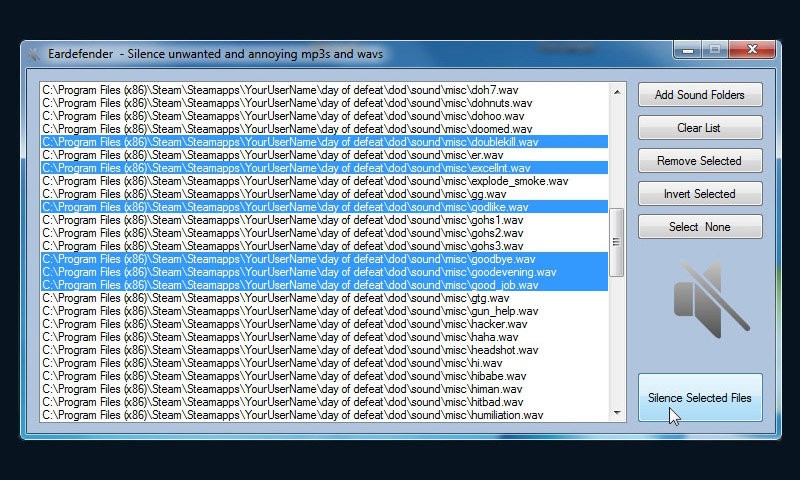 Eardefender - Silence unwanted and annoying mp3s and wavs
C:\Program Files (x86)\Steam\Steamapps\YourUserName\day of defeat\dod\sound\misc\doh7.wav
C:\Program Files (x86)\Steam\Steamapps\YourUserName\day of defeat\dod\sound\misc\dohnuts.wav
C:\Program Files (x86)\Steam\Steamapps\YourUserName\day of defeat\dod\sound\misc\dohoo.wav
C:\Program Files (x86)\Steam\Steamapps\YourUserName\day of defeat\dod\sound\misc\doomed.wav
C:\Program Files (x86)\Steam\Steamapps\YourUserName\day of defeat\dod\sound\misc\doublekill.wav
C:\Program Files (x86)\Steam\Steamapps\YourUserName\day of defeat\dod\sound\misc\er.wav
C:\Program Files (x86)\Steam\Steamapps\YourUserName\day of defeat\dod\sound\misc\excellnt.wav
C:\Program Files (x86)\Steam\Steamapps\YourUserName\day of defeat\dod\sound\misc\explode_smoke.wav
C:\Program Files (x86)\Steam\Steamapps\YourUserName\day of defeat\dod\sound\misc\gg.wav
C:\Program Files (x86)\Steam\Steamapps\YourUserName\day of defeat\dod\sound\misc\godlike.wav
C:\Program Files (x86)\Steam\Steamapps\YourUserName\day of defeat\dod\sound\misc\gohs1.wav
C:\Program Files (x86)\Steam\Steamapps\YourUserName\day of defeat\dod\sound\misc\gohs2.wav
C:\Program Files (x86)\Steam\Steamapps\YourUserName\day of defeat\dod\sound\misc\gohs3.wav
C:\Program Files (x86)\Steam\Steamapps\YourUserName\day of defeat\dod\sound\misc\goodbye.wav
C:\Program Files (x86)\Steam\Steamapps\YourUserName\day of defeat\dod\sound\misc\goodevening.wav
C:\Program Files (x86)\Steam\Steamapps\YourUserName\day of defeat\dod\sound\misc\good_job.wav
C:\Program Files (x86)\Steam\Steamapps\YourUserName\day of defeat\dod\sound\misc\gtg.wav
C:\Program Files (x86)\Steam\Steamapps\YourUserName\day of defeat\dod\sound\misc\gun_help.wav
C:\Program Files (x86)\Steam\Steamapps\YourUserName\day of defeat\dod\sound\misc\hacker.wav
C:\Program Files (x86)\Steam\Steamapps\YourUserName\day of defeat\dod\sound\misc\haha.wav
C:\Program Files (x86)\Steam\Steamapps\YourUserName\day of defeat\dod\sound\misc\headshot.wav
C:\Program Files (x86)\Steam\Steamapps\YourUserName\day of defeat\dod\sound\misc\hi.wav
C:\Program Files (x86)\Steam\Steamapps\YourUserName\day of defeat\dod\sound\misc\hibabe.wav
C:\Program Files (x86)\Steam\Steamapps\YourUserName\day of defeat\dod\sound\misc\himan.wav
C:\Program Files (x86)\Steam\Steamapps\YourUserName\day of defeat\dod\sound\misc\hitbad.wav
C:\Program Files (x86)\Steam\Steamapps\YourUserName\day of defeat\dod\sound\misc\humiliation.wav
Add Sound Folders
Clear List
Remove Selected
Invert Selected
Select None
Silence Selected Files